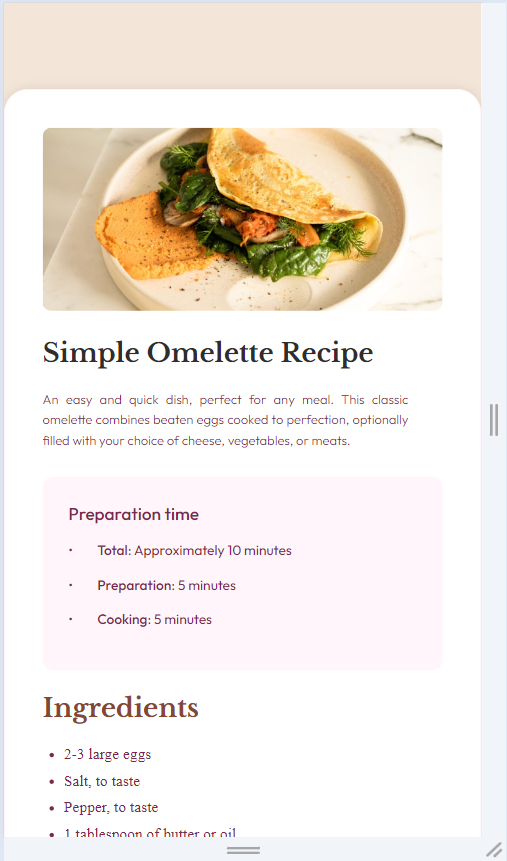 Simple Omelette Recipe
An easy and quick dish, perfect for any meal. This classic
omelette combines beaten eggs cooked to perfection, optionally
filled with your choice of cheese, vegetables, or meats.
Preparation time
• Total: Approximately 10 minutes
• Preparation: 5 minutes
• Cooking: 5 minutes
Ingredients
• 2-3 large eggs
• Salt, to taste
• Pepper, to taste
• 1 tablespoon of butter or oil